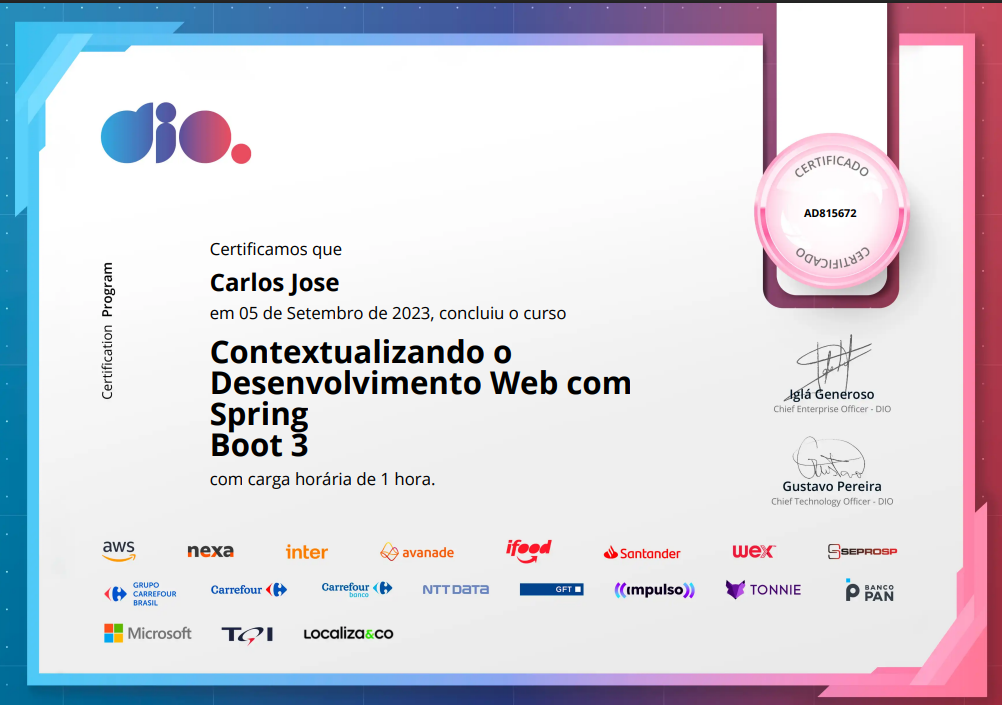 dio.
CERTIFICADO
AD815672
CERTIFICADO
Certification Program
Certificamos que
Carlos Jose
em 05 de Setembro de 2023, concluiu o curso
Contextualizando o
Desenvolvimento Web com
Spring
Boot 3
com carga horária de 1 hora.
Iglá Generoso
Chief Enterprise Officer - DIO
Gustavo Pereira
Chief Technology Officer - DIO
aws nexa inter avanade ifood Santander wex SEPROSP
GRUPO
CARREFOUR
BRASIL
Carrefour Carrefour
banco
NTT DATA GFT impulso TONNIE BANCO
PAN
Microsoft TQI LOCALIZA&CO